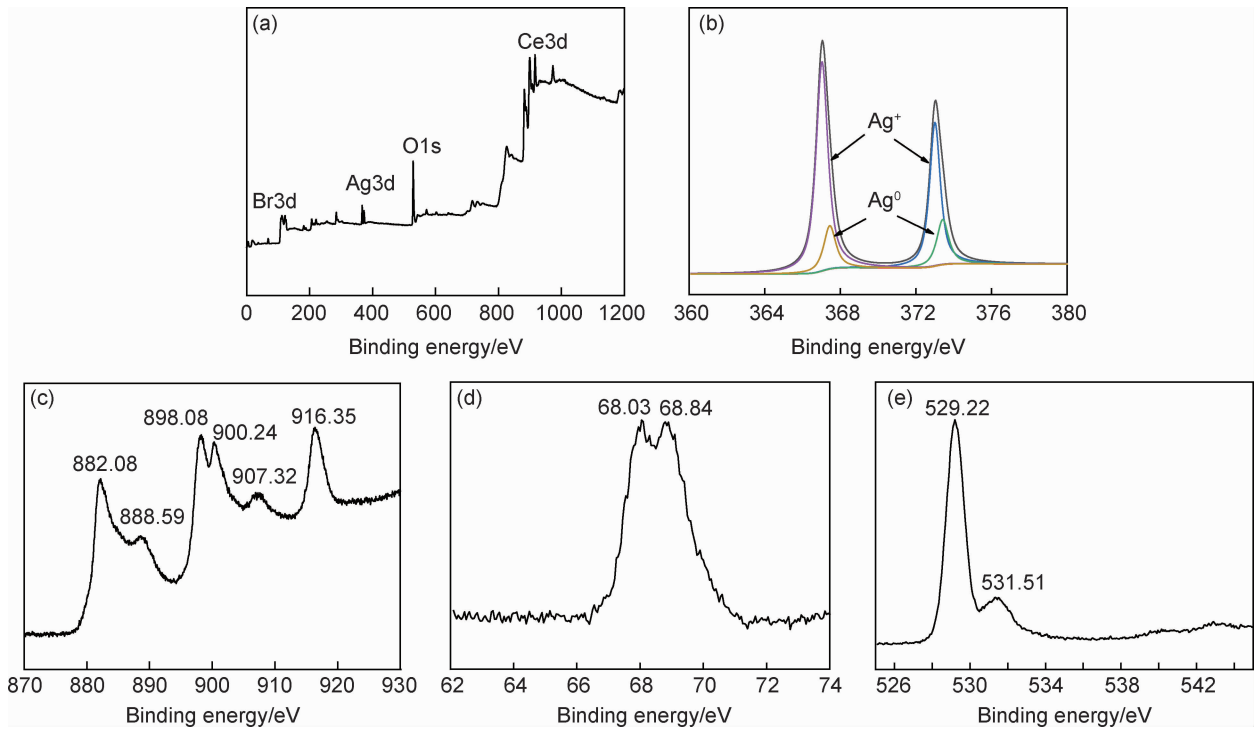 (a)
Ce3d
O1s
Ag3d
Br3d
0 200 400 600 800 1000 1200
Binding energy/eV
(b)
Ag⁺
Ag⁰
360 364 368 372 376 380
Binding energy/eV
(c)
916.35
898.08
900.24
882.08
907.32
888.59
870 880 890 900 910 920 930
Binding energy/eV
(d)
68.03 68.84
62 64 66 68 70 72 74
Binding energy/eV
(e)
529.22
531.51
526 530 534 538 542
Binding energy/eV